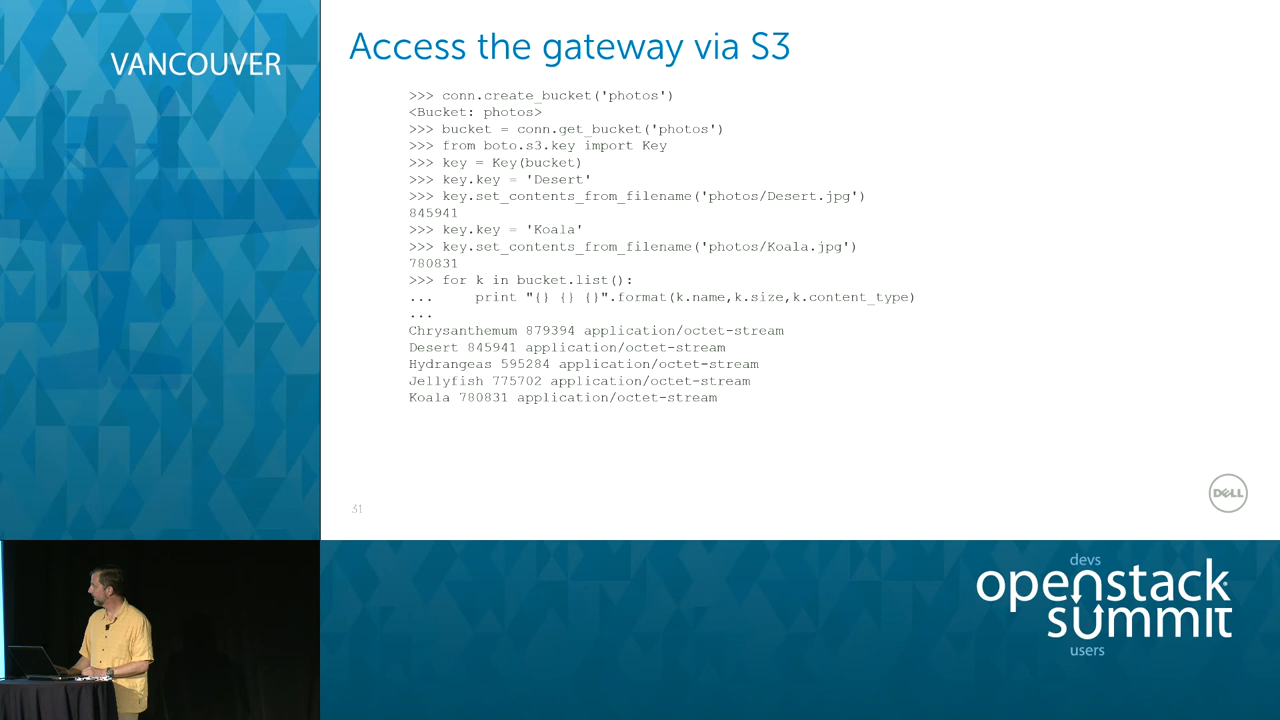 VANCOUVER
Access the gateway via S3
>>> conn.create_bucket('photos')
<Bucket: photos>
>>> bucket = conn.get_bucket('photos')
>>> from boto.s3.key import Key
>>> key = Key(bucket)
>>> key.key = 'Desert'
>>> key.set_contents_from_filename('photos/Desert.jpg')
845941
>>> key.key = 'Koala'
>>> key.set_contents_from_filename('photos/Koala.jpg')
780831
>>> for k in bucket.list():
...     print "{} {} {}".format(k.name,k.size,k.content_type)
...
Chrysanthemum 879394 application/octet-stream
Desert 845941 application/octet-stream
Hydrangeas 595284 application/octet-stream
Jellyfish 775702 application/octet-stream
Koala 780831 application/octet-stream
31
DELL
devs
openstack
summit
users